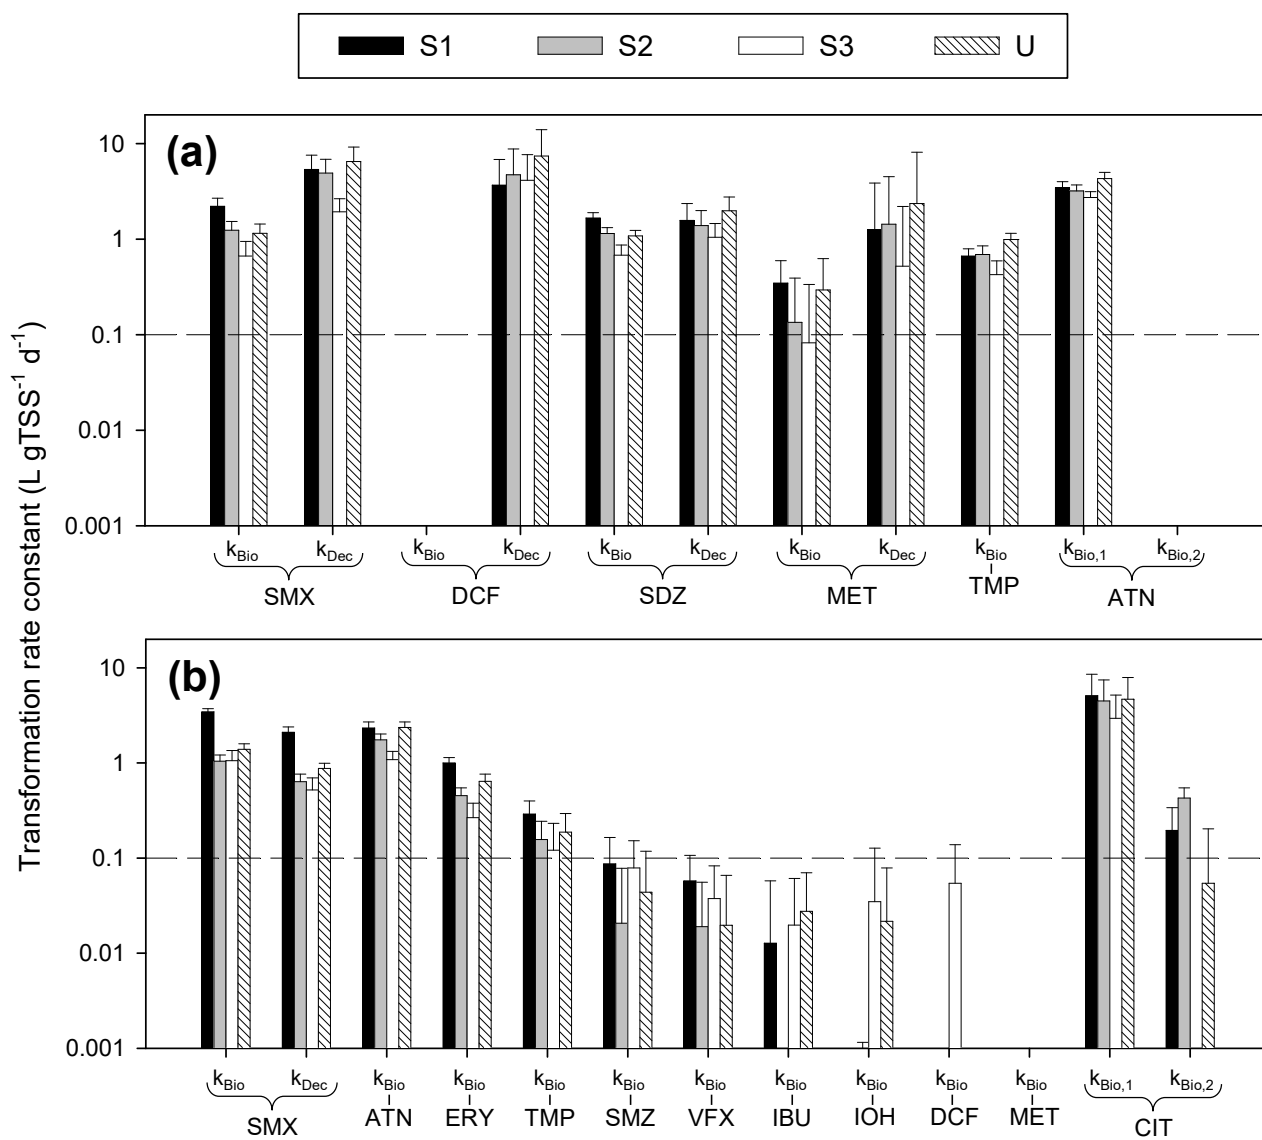 S1 S2 S3 U
(a)
10
1
0.1
0.01
0.001
kBio kDec kBio kDec kBio kDec kBio kDec kBio kBio,1 kBio,2
SMX DCF SDZ MET TMP ATN
Transformation rate constant (L gTSS-1 d-1)
(b)
10
1
0.1
0.01
0.001
kBio kDec kBio kBio kBio kBio kBio kBio kBio kBio kBio kBio,1 kBio,2
SMX ATN ERY TMP SMZ VFX IBU IOH DCF MET CIT